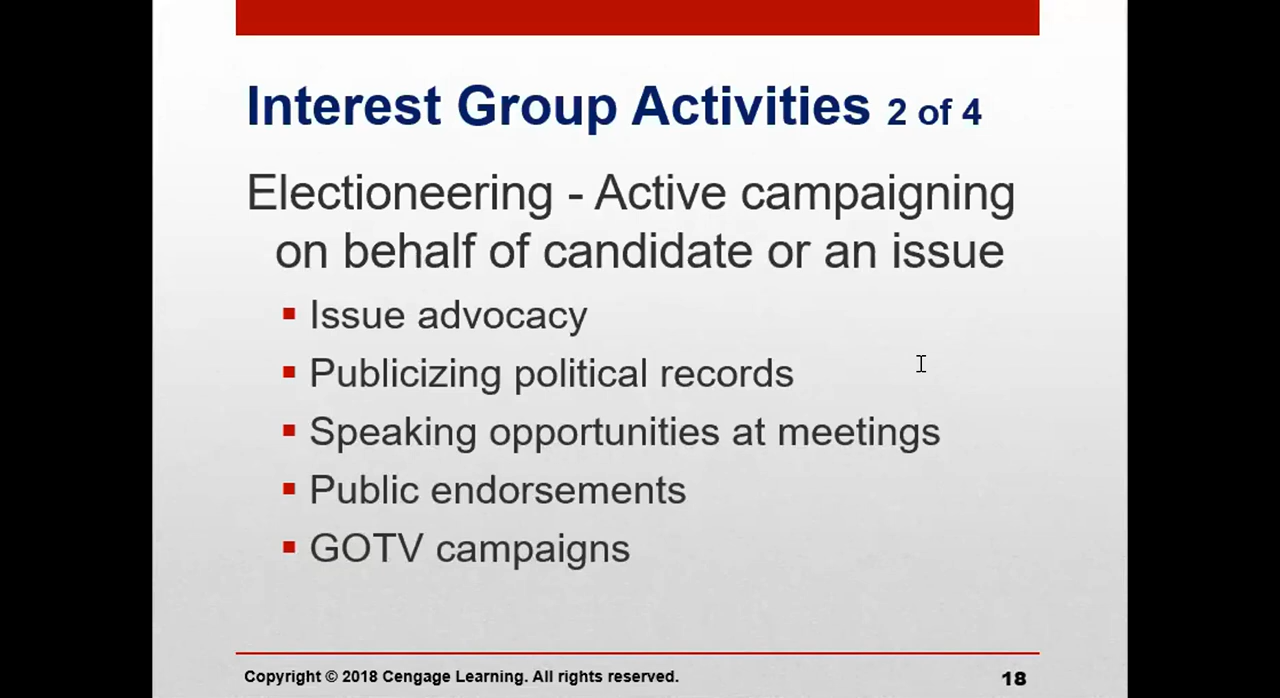 Interest Group Activities 2 of 4
Electioneering - Active campaigning
on behalf of candidate or an issue
Issue advocacy
Publicizing political records
Speaking opportunities at meetings
Public endorsements
GOTV campaigns
Copyright © 2018 Cengage Learning. All rights reserved.
18